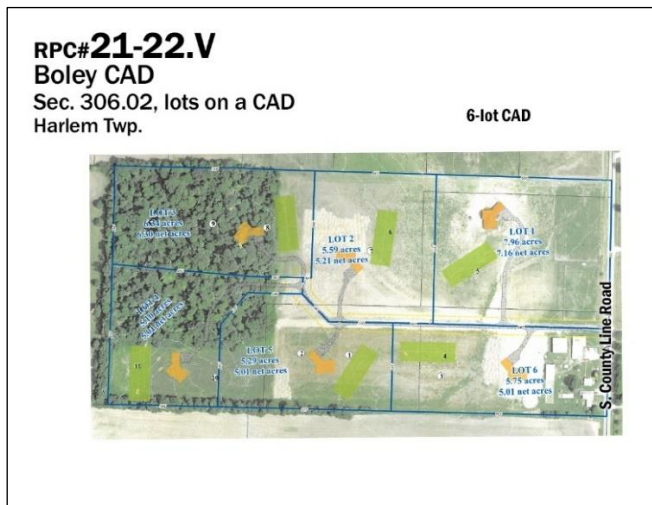 RPC#21-22.V
Boley CAD
Sec. 306.02, lots on a CAD
Harlem Twp.
6-lot CAD
LOT 3
LOT 2
5.59 acres
5.21 net acres
LOT 1
7.96 acres
7.16 net acres
LOT 5
5.29 acres
5.01 net acres
LOT 6
5.75 acres
5.01 net acres
S. County Line Road